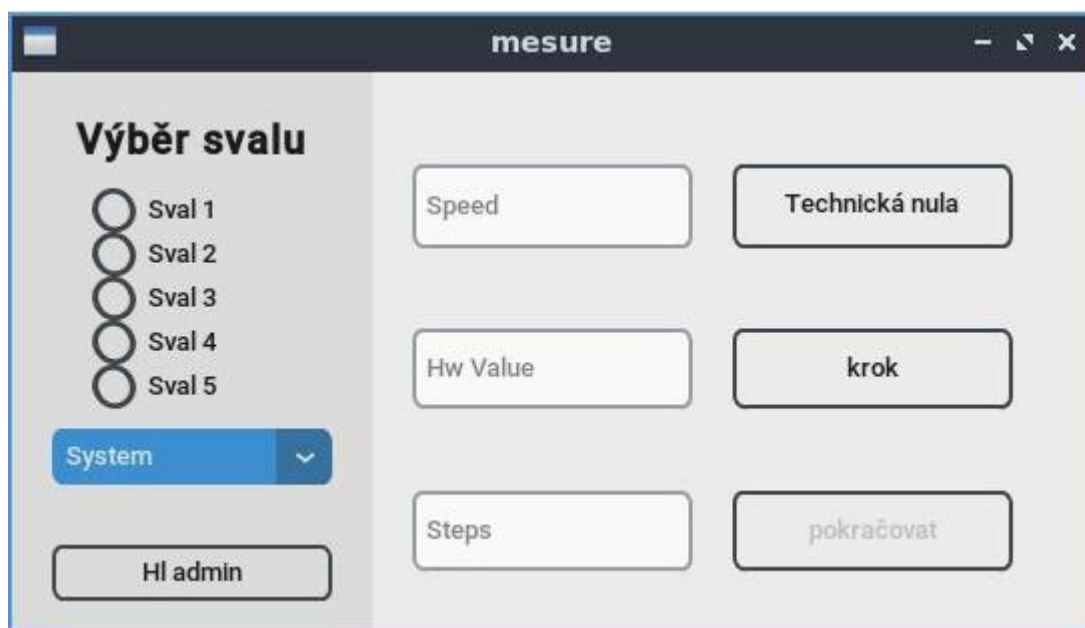 mesure
Výběr svalu
Sval 1
Sval 2
Sval 3
Sval 4
Sval 5
System
Hl admin
Speed
Technická nula
Hw Value
krok
Steps
pokračovat